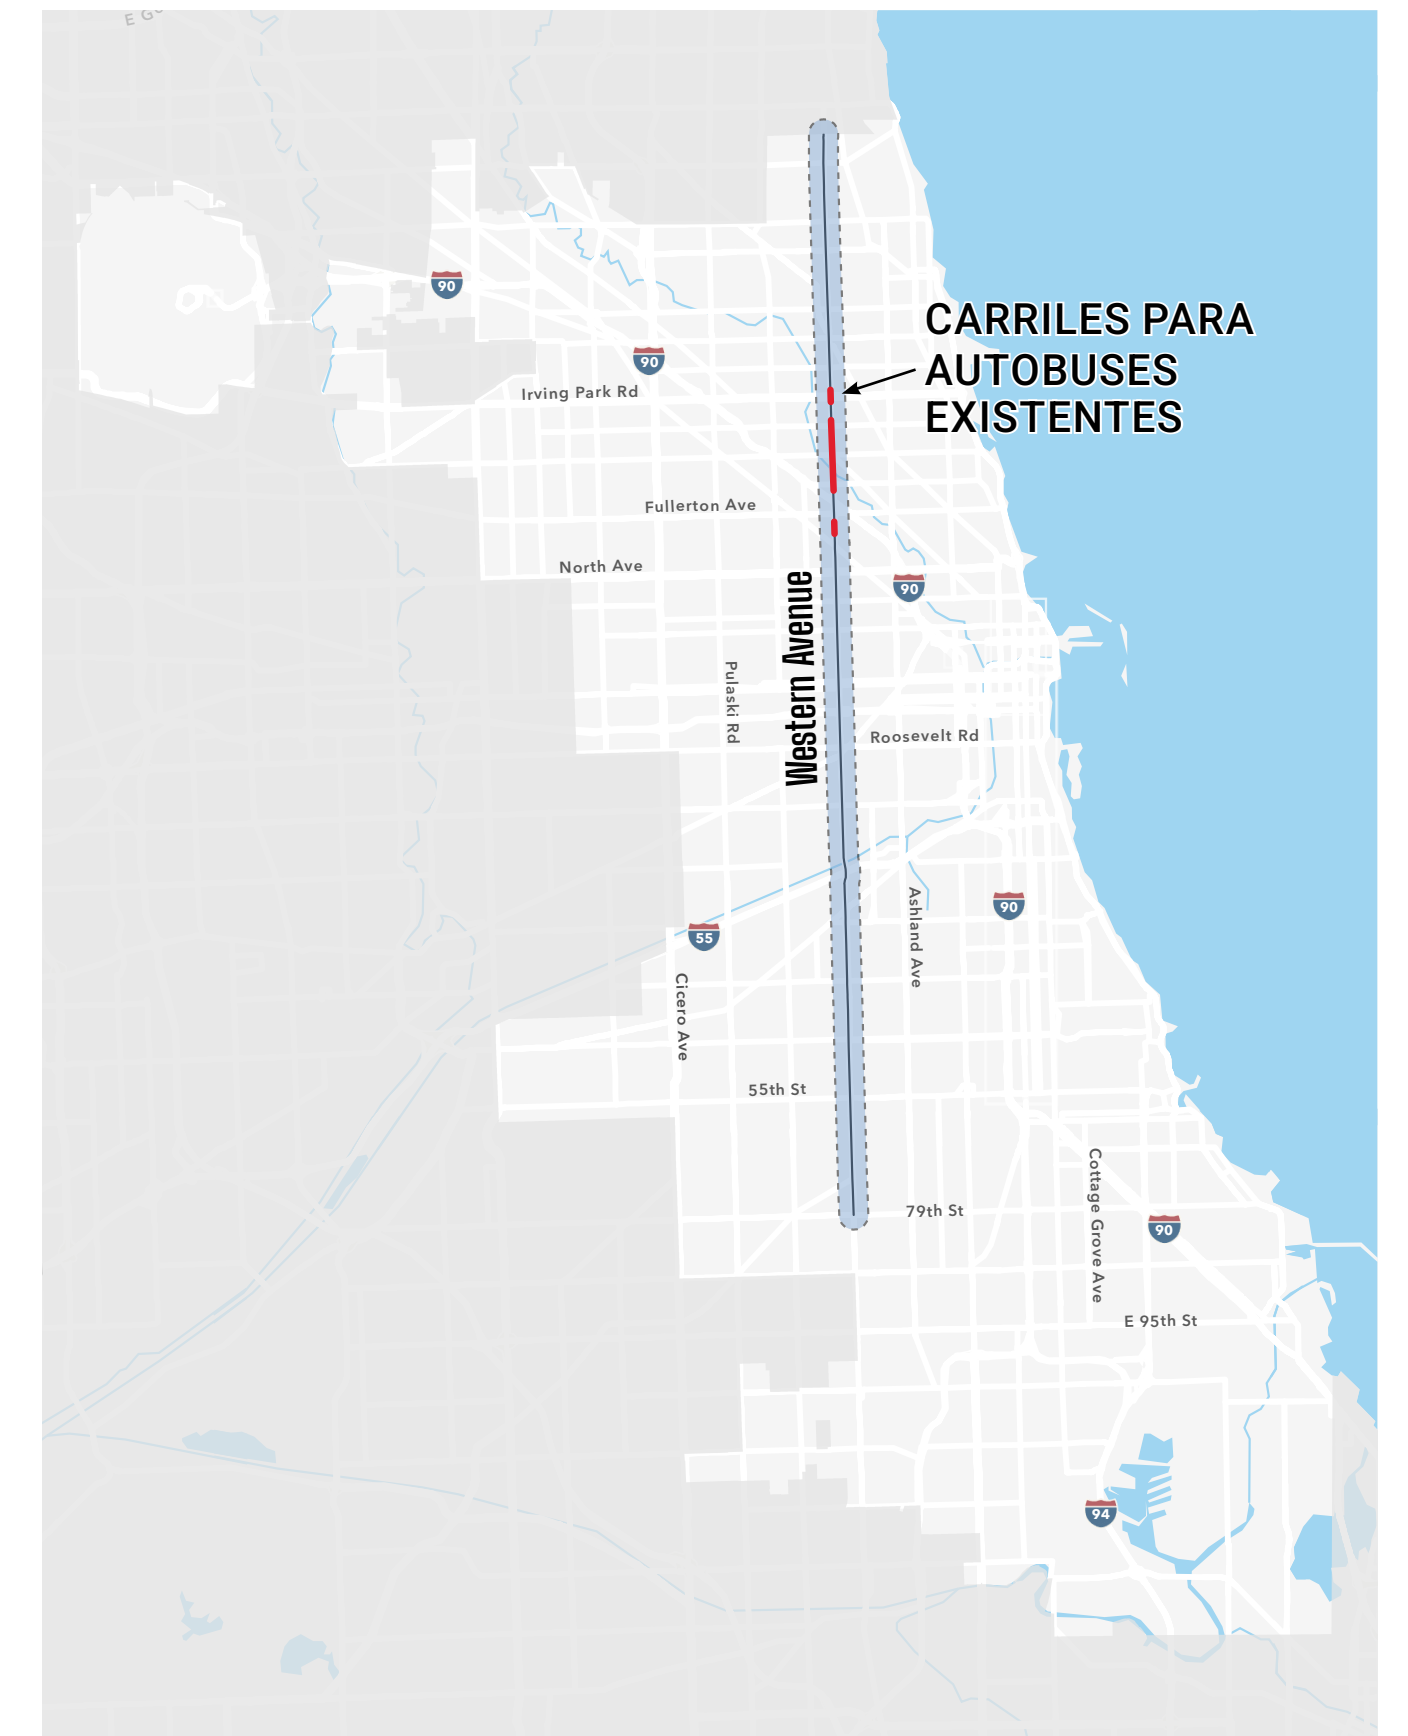 90
CARRILES PARA
AUTOBUSES
EXISTENTES
90
Irving Park Rd
Fullerton Ave
North Ave
90
Western Avenue
Pulaski Rd
Roosevelt Rd
Ashland Ave
90
55
Cicero Ave
55th St
Cottage Grove Ave
79th St
90
E 95th St
94